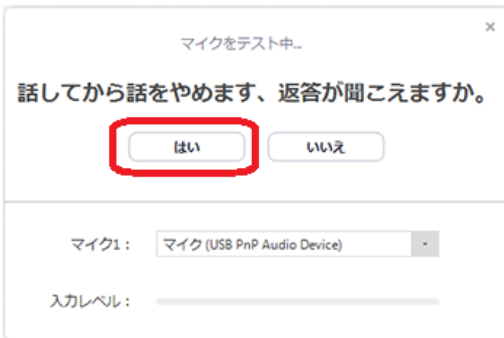 ×
マイクをテスト中...
話してから話をやめます、返答が聞こえますか。
はい
いいえ
マイク1： マイク (USB PnP Audio Device)
入力レベル：